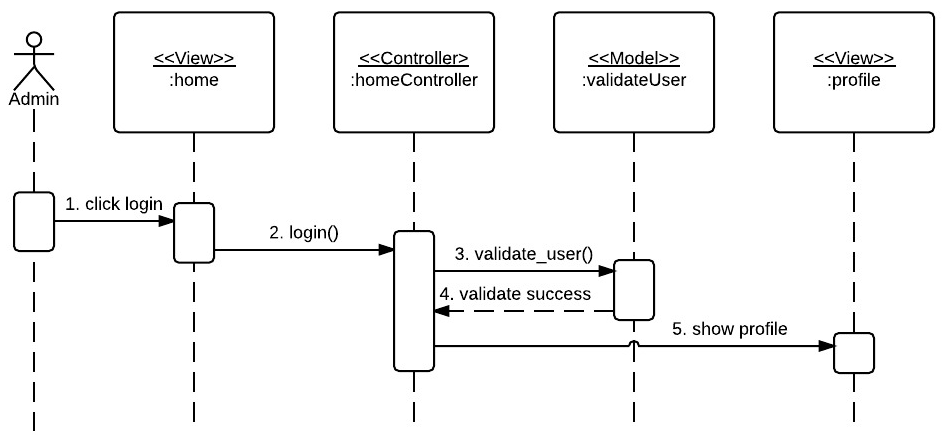 <<View>>
:home
<<Controller>
:homeController
<<Model>>
:validateUser
<<View>>
:profile
Admin
1. click login
2. login()
3. validate_user()
4. validate success
5. show profile